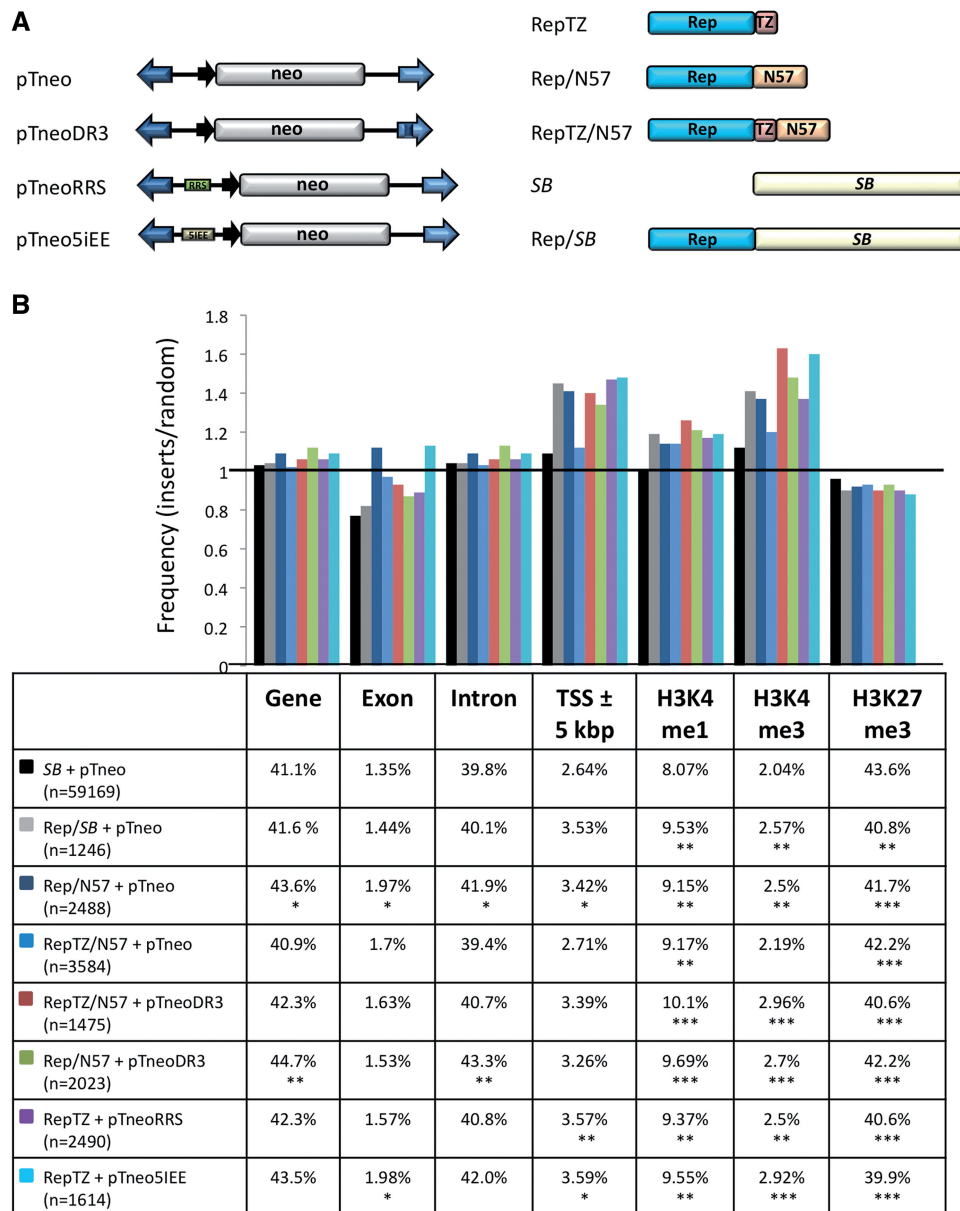 A
pTneo
neo
pTneoDR3
neo
pTneoRRS
RRS
neo
pTneo5iEE
5IEE
neo
RepTZ
Rep TZ
Rep/N57
Rep N57
RepTZ/N57
Rep TZ N57
SB
SB
Rep/SB
Rep SB
B
Frequency (inserts/random)
1.8
1.6
1.4
1.2
1
0.8
0.6
0.4
0.2
0
Gene Exon Intron TSS ± 5 kbp H3K4 me1 H3K4 me3 H3K27 me3
SB + pTneo 41.1% 1.35% 39.8% 2.64% 8.07% 2.04% 43.6%
(n=59169)
Rep/SB + pTneo 41.6 % 1.44% 40.1% 3.53% 9.53% 2.57% 40.8%
(n=1246) ** ** **
Rep/N57 + pTneo 43.6% 1.97% 41.9% 3.42% 9.15% 2.5% 41.7%
(n=2488) * * * * ** ** ***
RepTZ/N57 + pTneo 40.9% 1.7% 39.4% 2.71% 9.17% 2.19% 42.2%
(n=3584) ** ***
RepTZ/N57 + pTneoDR3 42.3% 1.63% 40.7% 3.39% 10.1% 2.96% 40.6%
(n=1475) *** *** ***
Rep/N57 + pTneoDR3 44.7% 1.53% 43.3% 3.26% 9.69% 2.7% 42.2%
(n=2023) ** ** *** *** ***
RepTZ + pTneoRRS 42.3% 1.57% 40.8% 3.57% 9.37% 2.5% 40.6%
(n=2490) ** ** ** ***
RepTZ + pTneo5IEE 43.5% 1.98% 42.0% 3.59% 9.55% 2.92% 39.9%
(n=1614) * * ** *** ***